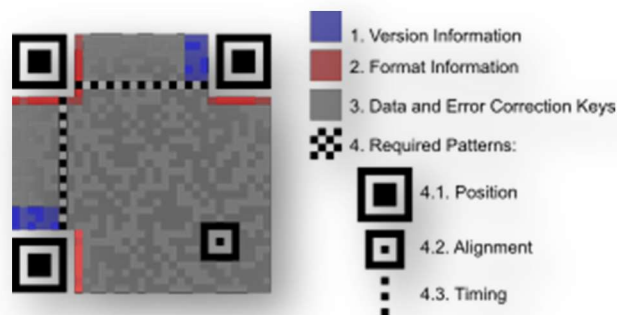 1. Version Information
2. Format Information
3. Data and Error Correction Keys
4. Required Patterns:
4.1. Position
4.2. Alignment
4.3. Timing